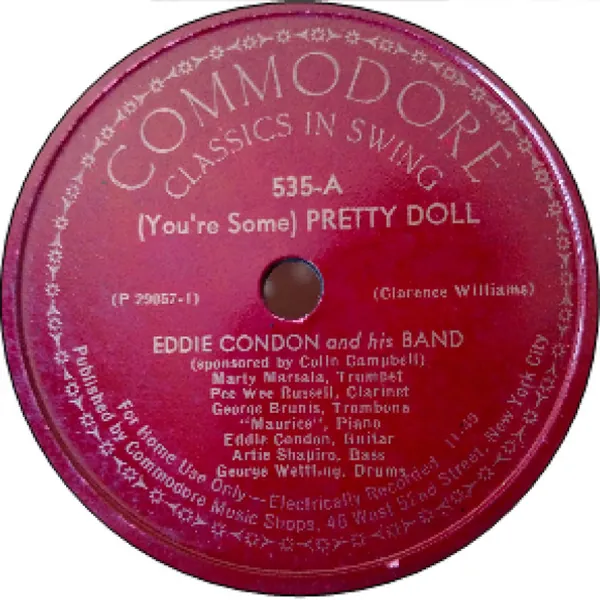 COMMODORE
CLASSICS IN SWING
535-A
(You're Some) PRETTY DOLL
(P 29057-1)
(Clarence Williams)
EDDIE CONDON and his BAND
(sponsored by Colin Campbell)
Marty Marsala, Trumpet
Pee Wee Russell, Clarinet
George Brunis, Trombone
"Maurice", Piano
Eddie Condon, Guitar
Artie Shapiro, Bass
George Wettling, Drums
For Home Use Only—Electrically Recorded, 11-40
Published by Commodore Music Shops, 46 West 52nd Street, New York City